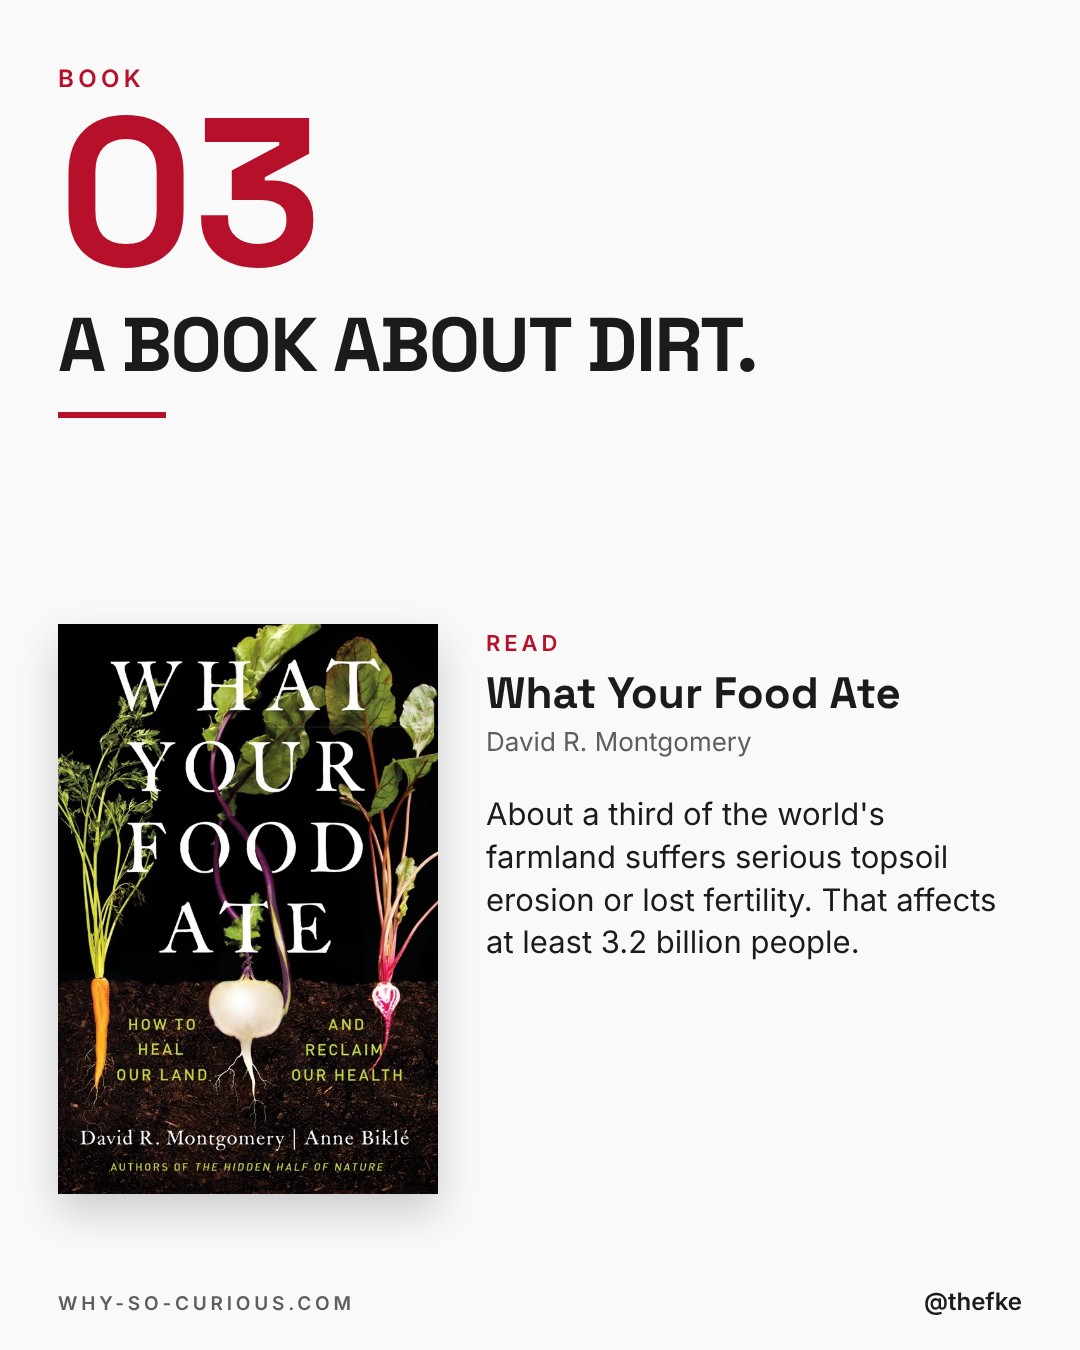 BOOK
03
A BOOK ABOUT DIRT.
WHAT
YOUR
FOOD
ATE
HOW TO
HEAL
OUR LAND
AND
RECLAIM
OUR HEALTH
David R. Montgomery | Anne Biklé
AUTHORS OF THE HIDDEN HALF OF NATURE
READ
What Your Food Ate
David R. Montgomery
About a third of the world's
farmland suffers serious topsoil
erosion or lost fertility. That affects
at least 3.2 billion people.
WHY-SO-CURIOUS.COM
@thefke